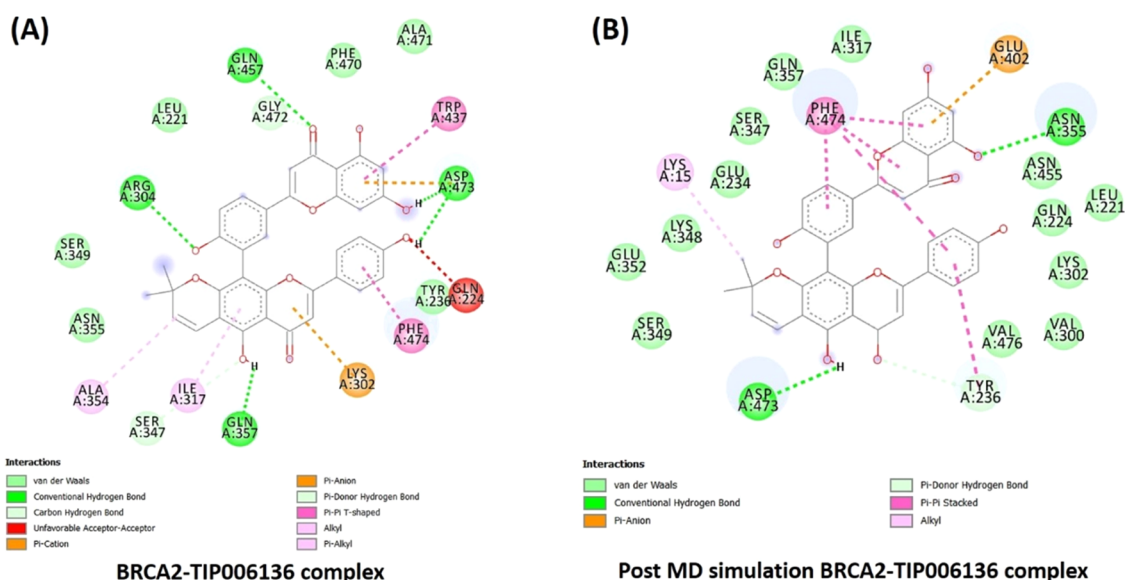 (A)
GLN
A:457
PHE
A:470
ALA
A:471
LEU
A:221
GLY
A:472
TRP
A:437
ARG
A:304
ASP
A:473
H
H
SER
A:349
TYR
A:236
GLN
A:224
ASN
A:355
PHE
A:474
ALA
A:354
ILE
A:317
LYS
A:302
H
SER
A:347
GLN
A:357
Interactions
van der Waals
Conventional Hydrogen Bond
Carbon Hydrogen Bond
Unfavorable Acceptor-Acceptor
Pi-Cation
Pi-Anion
Pi-Donor Hydrogen Bond
Pi-Pi T-shaped
Alkyl
Pi-Alkyl
BRCA2-TIP006136 complex
(B)
ILE
A:317
GLU
A:402
GLN
A:357
PHE
A:474
SER
A:347
ASN
A:355
LYS
A:15
GLU
A:234
ASN
A:455
LEU
A:221
GLN
A:224
LYS
A:348
GLU
A:352
LYS
A:302
SER
A:349
VAL
A:476
VAL
A:300
H
ASP
A:473
TYR
A:236
Interactions
van der Waals
Conventional Hydrogen Bond
Pi-Anion
Pi-Donor Hydrogen Bond
Pi-Pi Stacked
Alkyl
Post MD simulation BRCA2-TIP006136 complex